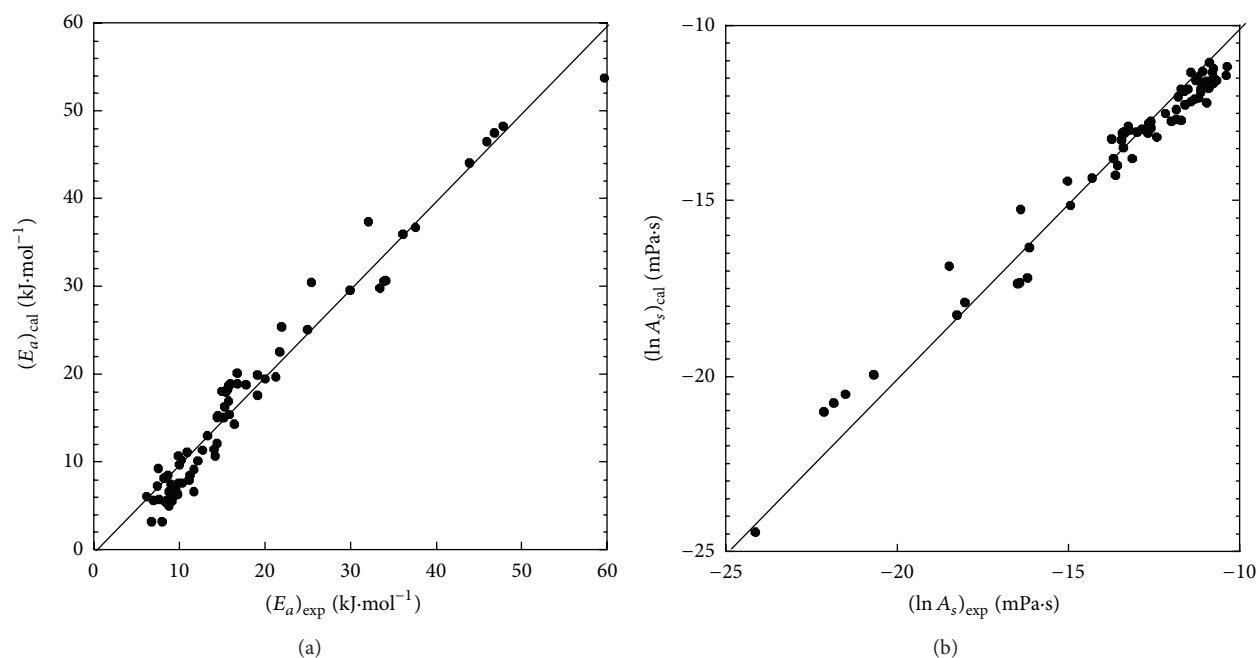 60
50
40
30
20
10
0
(E_a)_cal (kJ·mol⁻¹)
0 10 20 30 40 50 60
(E_a)_exp (kJ·mol⁻¹)
(a)
−10
−15
−20
−25
(ln A_s)_cal (mPa·s)
−25 −20 −15 −10
(ln A_s)_exp (mPa·s)
(b)